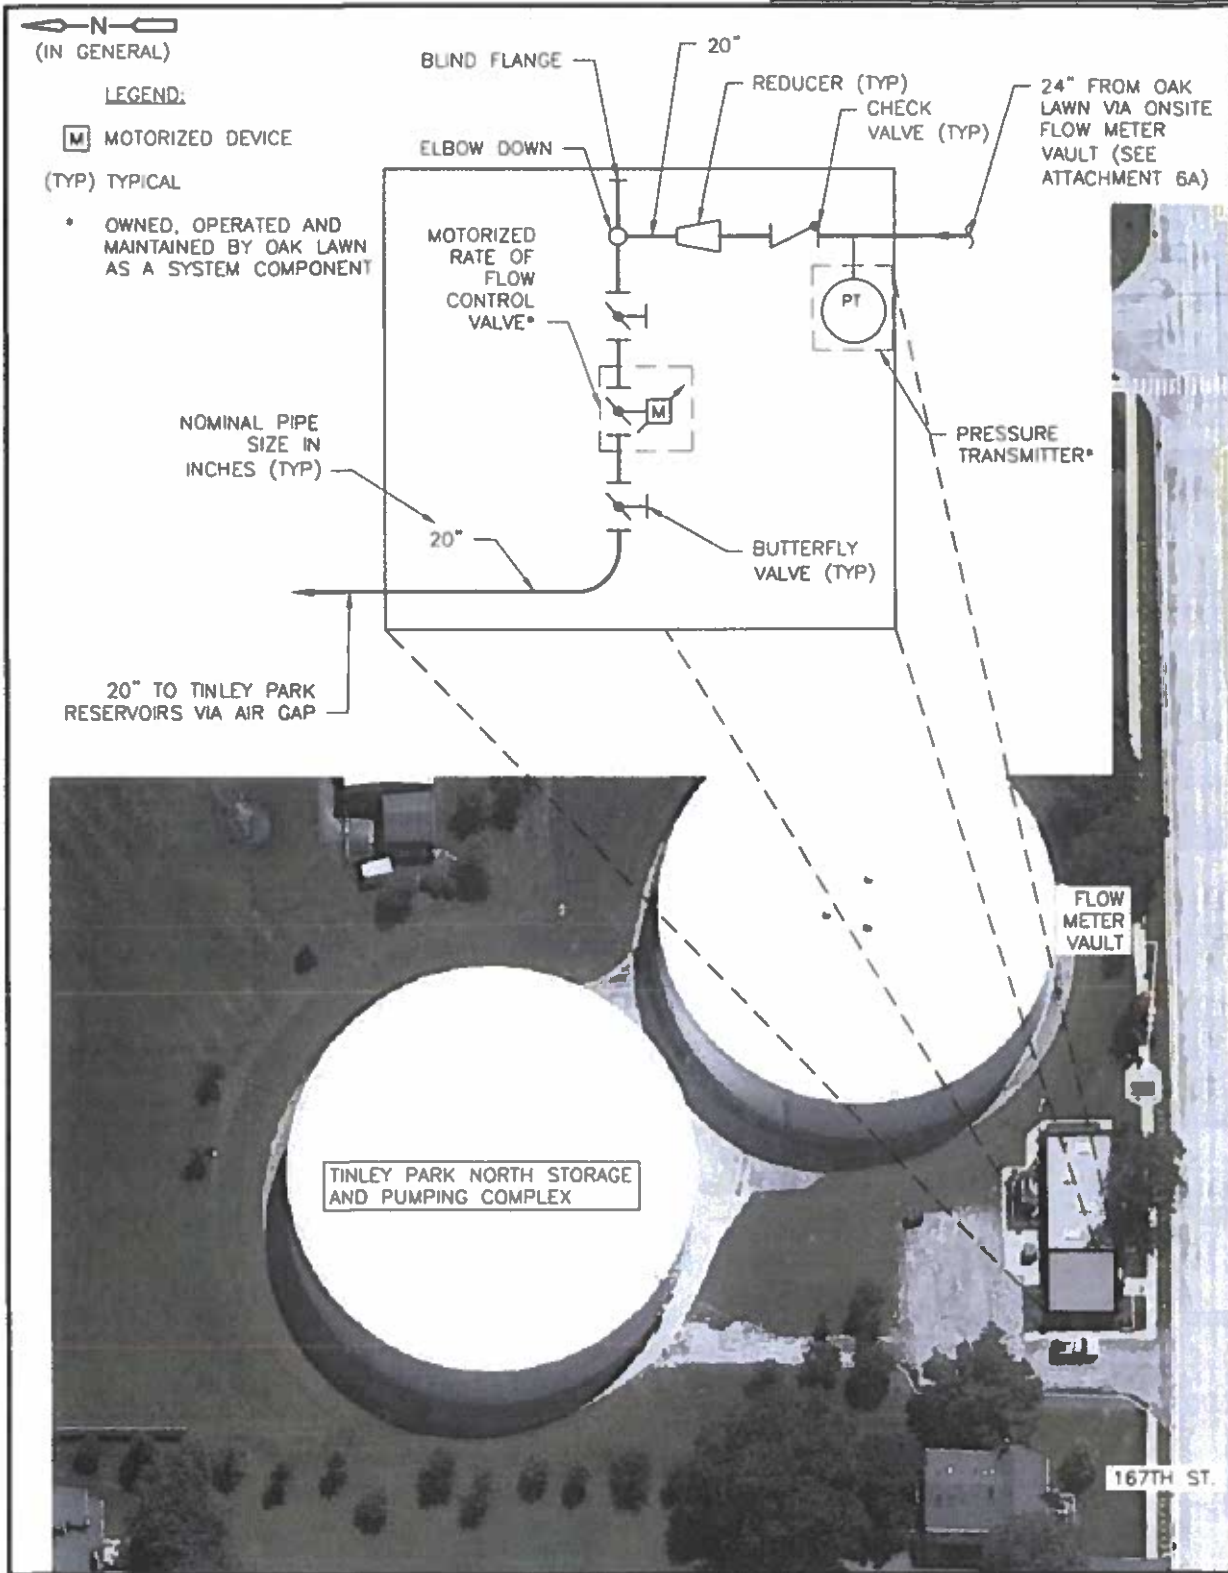 N
(IN GENERAL)
LEGEND:
M MOTORIZED DEVICE
(TYP) TYPICAL
* OWNED, OPERATED AND
MAINTAINED BY OAK LAWN
AS A SYSTEM COMPONENT
BLIND FLANGE
20"
REDUCER (TYP)
CHECK
VALVE (TYP)
24" FROM OAK
LAWN VIA ONSITE
FLOW METER
VAULT (SEE
ATTACHMENT 6A)
ELBOW DOWN
MOTORIZED
RATE OF
FLOW
CONTROL
VALVE*
PT
M
NOMINAL PIPE
SIZE IN
INCHES (TYP)
PRESSURE
TRANSMITTER*
20"
BUTTERFLY
VALVE (TYP)
20" TO TINLEY PARK
RESERVOIRS VIA AIR GAP
FLOW
METER
VAULT
TINLEY PARK NORTH STORAGE
AND PUMPING COMPLEX
167TH ST.